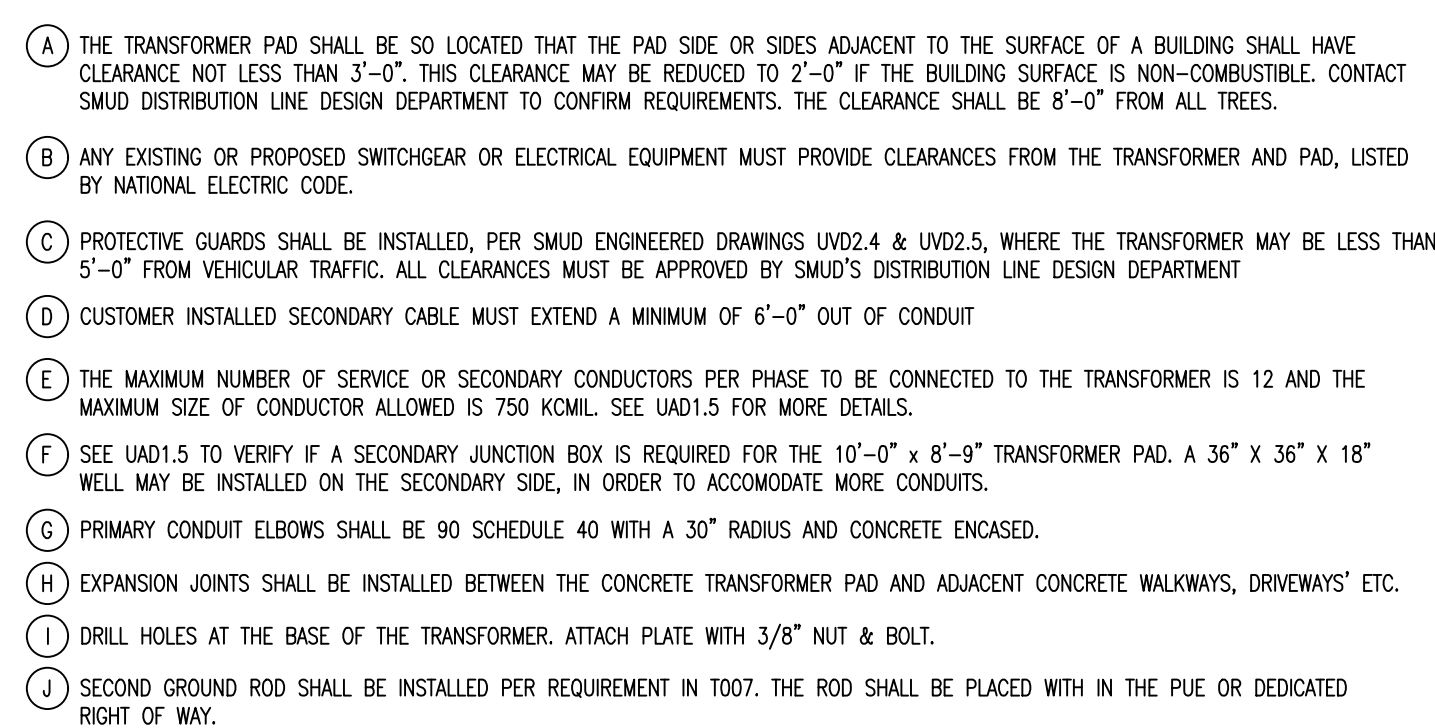 A THE TRANSFORMER PAD SHALL BE SO LOCATED THAT THE PAD SIDE OR SIDES ADJACENT TO THE SURFACE OF A BUILDING SHALL HAVE
CLEARANCE NOT LESS THAN 3'-0". THIS CLEARANCE MAY BE REDUCED TO 2'-0" IF THE BUILDING SURFACE IS NON-COMBUSTIBLE. CONTACT
SMUD DISTRIBUTION LINE DESIGN DEPARTMENT TO CONFIRM REQUIREMENTS. THE CLEARANCE SHALL BE 8'-0" FROM ALL TREES.
B ANY EXISTING OR PROPOSED SWITCHGEAR OR ELECTRICAL EQUIPMENT MUST PROVIDE CLEARANCES FROM THE TRANSFORMER AND PAD, LISTED
BY NATIONAL ELECTRIC CODE.
C PROTECTIVE GUARDS SHALL BE INSTALLED, PER SMUD ENGINEERED DRAWINGS UVD2.4 & UVD2.5, WHERE THE TRANSFORMER MAY BE LESS THAN
5'-0" FROM VEHICULAR TRAFFIC. ALL CLEARANCES MUST BE APPROVED BY SMUD'S DISTRIBUTION LINE DESIGN DEPARTMENT
D CUSTOMER INSTALLED SECONDARY CABLE MUST EXTEND A MINIMUM OF 6'-0" OUT OF CONDUIT
E THE MAXIMUM NUMBER OF SERVICE OR SECONDARY CONDUCTORS PER PHASE TO BE CONNECTED TO THE TRANSFORMER IS 12 AND THE
MAXIMUM SIZE OF CONDUCTOR ALLOWED IS 750 KCMIL. SEE UAD1.5 FOR MORE DETAILS.
F SEE UAD1.5 TO VERIFY IF A SECONDARY JUNCTION BOX IS REQUIRED FOR THE 10'-0" x 8'-9" TRANSFORMER PAD. A 36" X 36" X 18"
WELL MAY BE INSTALLED ON THE SECONDARY SIDE, IN ORDER TO ACCOMODATE MORE CONDUITS.
G PRIMARY CONDUIT ELBOWS SHALL BE 90 SCHEDULE 40 WITH A 30" RADIUS AND CONCRETE ENCASED.
H EXPANSION JOINTS SHALL BE INSTALLED BETWEEN THE CONCRETE TRANSFORMER PAD AND ADJACENT CONCRETE WALKWAYS, DRIVEWAYS' ETC.
I DRILL HOLES AT THE BASE OF THE TRANSFORMER. ATTACH PLATE WITH 3/8" NUT & BOLT.
J SECOND GROUND ROD SHALL BE INSTALLED PER REQUIREMENT IN T007. THE ROD SHALL BE PLACED WITH IN THE PUE OR DEDICATED
RIGHT OF WAY.